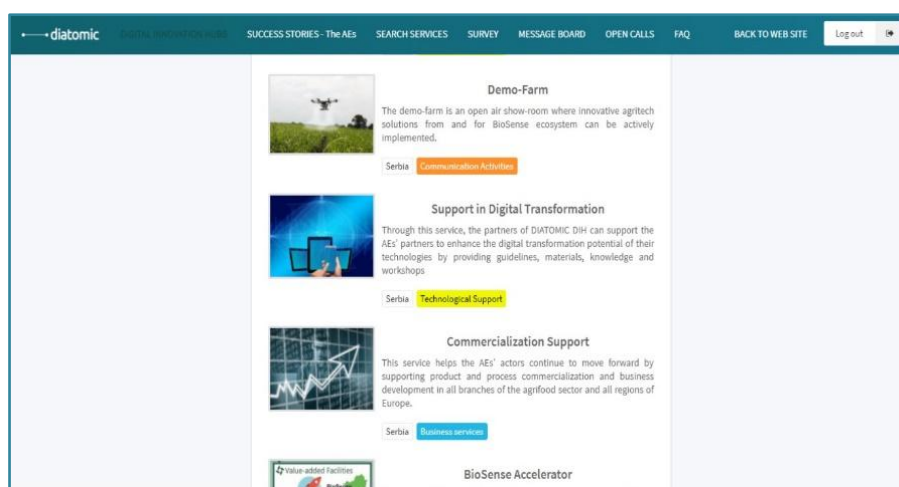 diatomic DIGITAL INNOVATION HUBS SUCCESS STORIES - The AEs SEARCH SERVICES SURVEY MESSAGE BOARD OPEN CALLS FAQ BACK TO WEB SITE Log out
Demo-Farm
The demo-farm is an open air show-room where innovative agritech
solutions from and for BioSense ecosystem can be actively
implemented.
Serbia Communication Activities
Support in Digital Transformation
Through this service, the partners of DIATOMIC DIH can support the
AEs' partners to enhance the digital transformation potential of their
technologies by providing guidelines, materials, knowledge and
workshops
Serbia Technological Support
Commercialization Support
This service helps the AEs' actors continue to move forward by
supporting product and process commercialization and business
development in all branches of the agrifood sector and all regions of
Europe.
Serbia Business services
Value-added Facilities
BioSense Accelerator